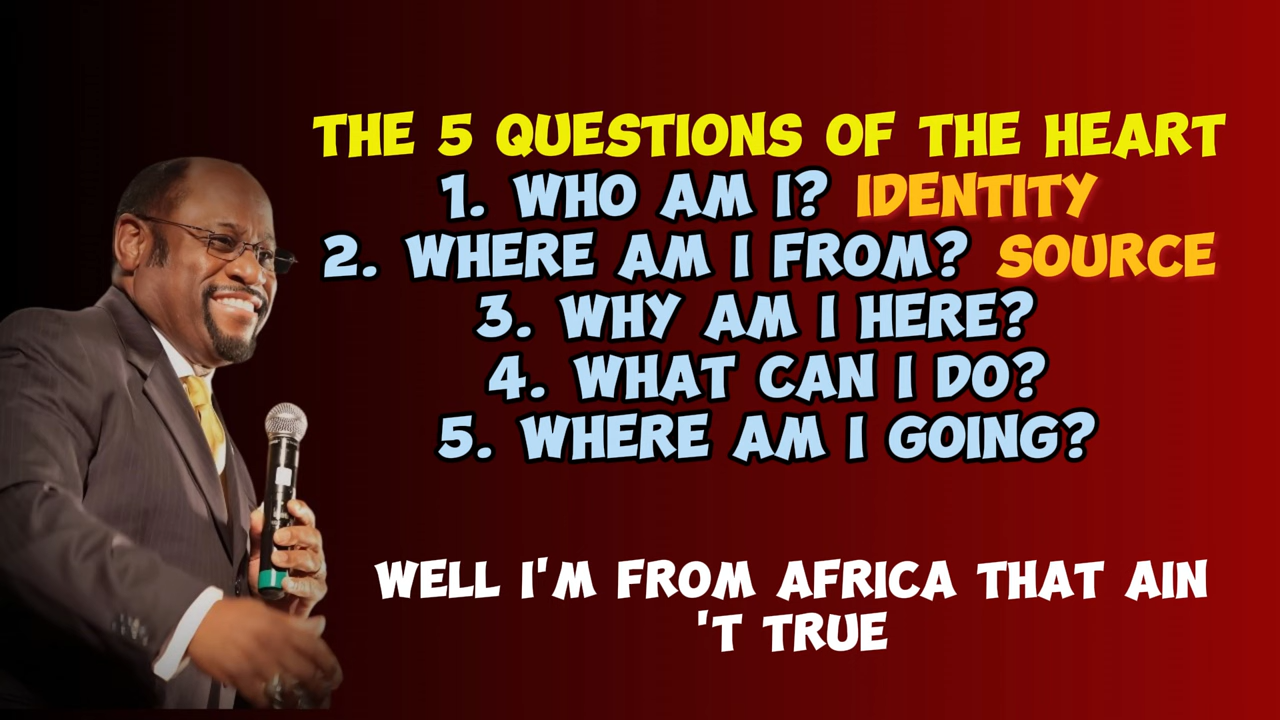 THE 5 QUESTIONS OF THE HEART
1. WHO AM I? IDENTITY
2. WHERE AM I FROM? SOURCE
3. WHY AM I HERE?
4. WHAT CAN I DO?
5. WHERE AM I GOING?
WELL I'M FROM AFRICA THAT AIN
'T TRUE